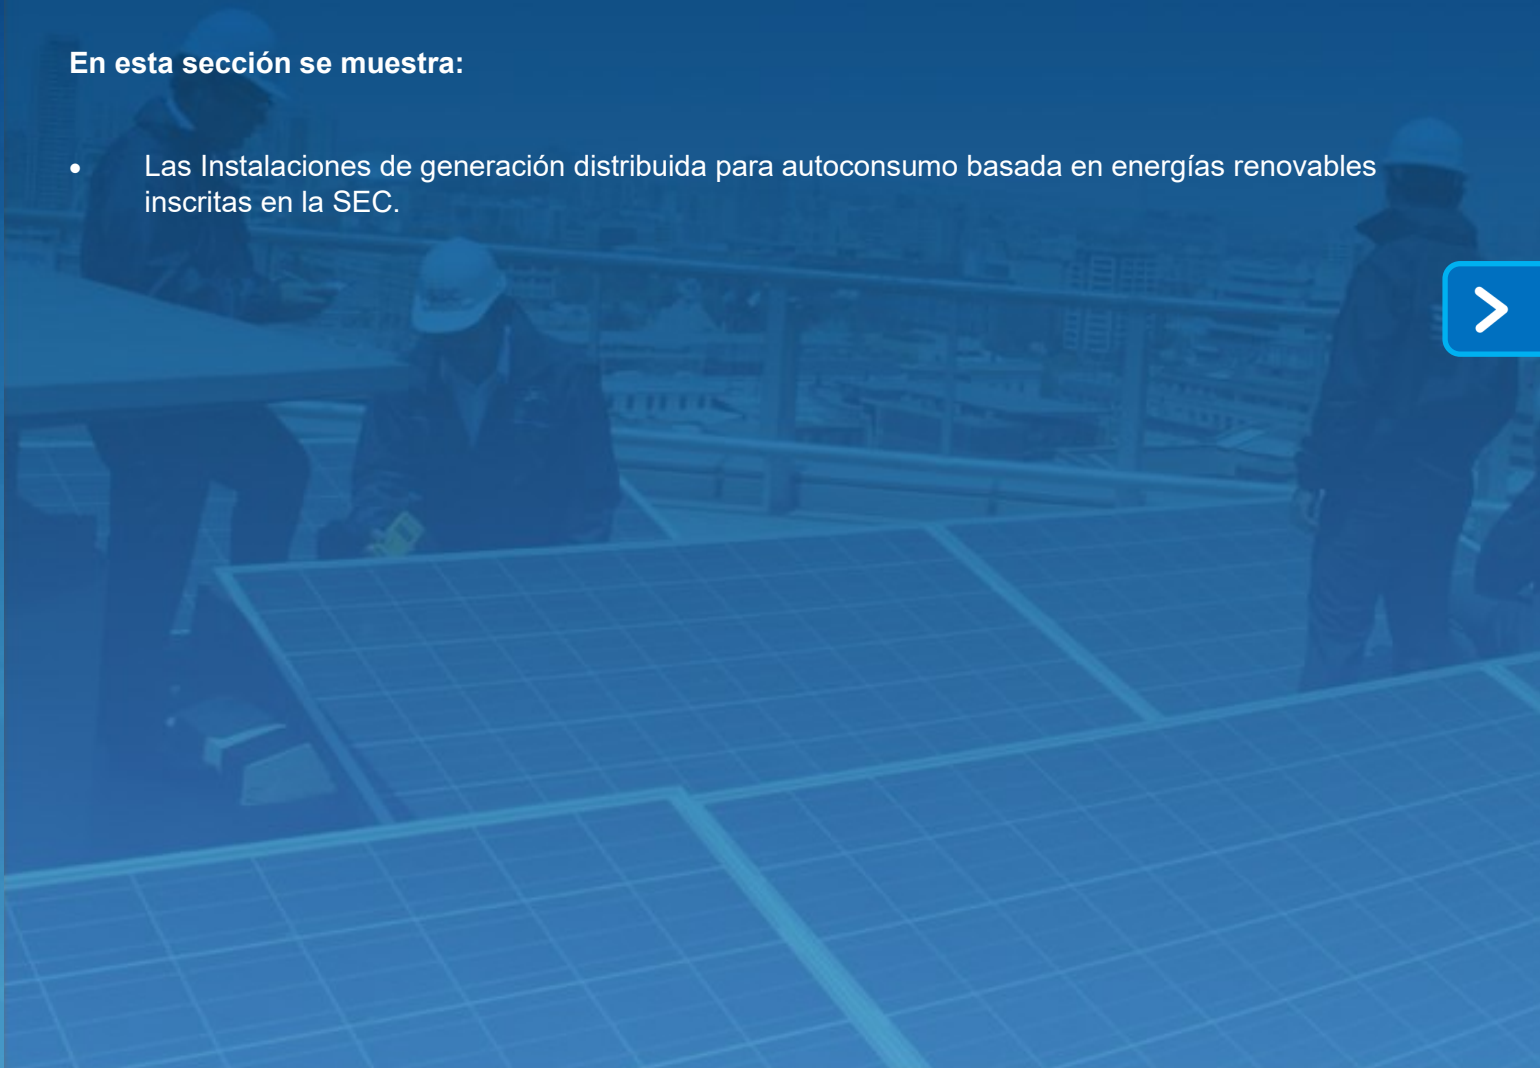 En esta sección se muestra:
• Las Instalaciones de generación distribuida para autoconsumo basada en energías renovables
inscritas en la SEC.